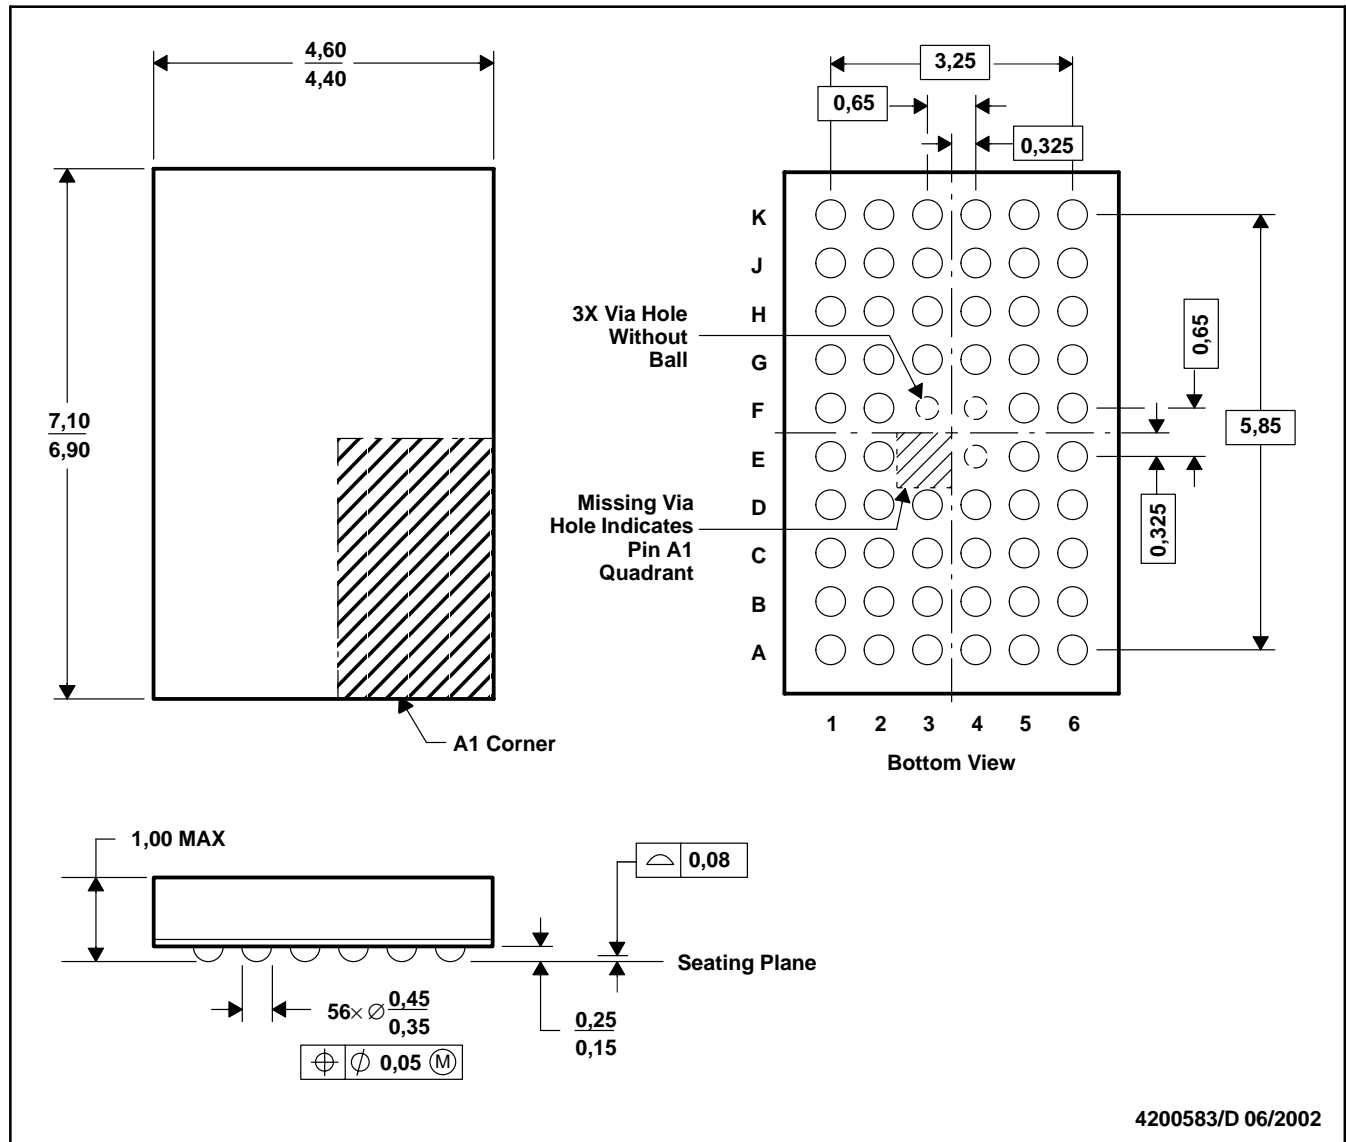 4,60
4,40
7,10
6,90
A1 Corner
3,25
0,65
0,325
K
J
H
G
F
E
D
C
B
A
3X Via Hole
Without
Ball
Missing Via
Hole Indicates
Pin A1
Quadrant
0,65
5,85
0,325
1 2 3 4 5 6
Bottom View
1,00 MAX
0,08
Seating Plane
56× ∅ 0,45
0,35
⌖ ∅ 0,05 Ⓜ
0,25
0,15
4200583/D 06/2002